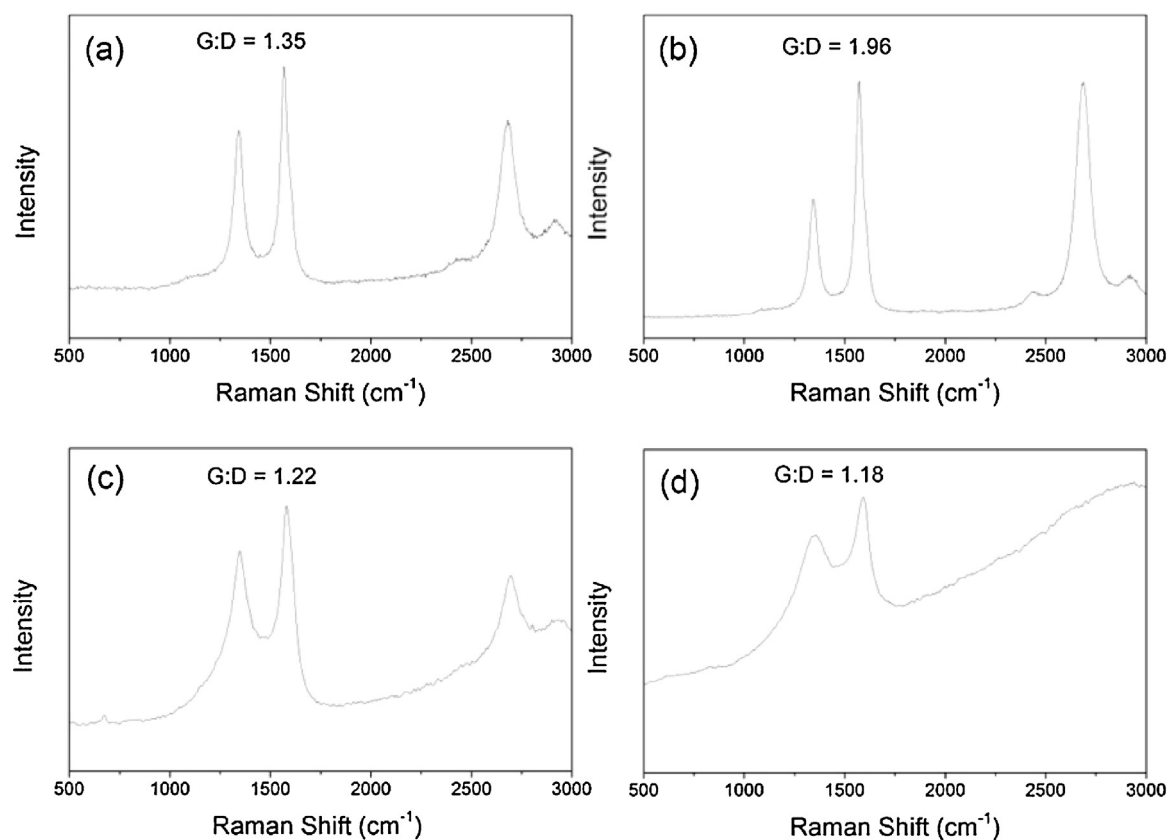 (a)
G:D = 1.35
Intensity
500 1000 1500 2000 2500 3000
Raman Shift (cm⁻¹)
(b)
G:D = 1.96
Intensity
500 1000 1500 2000 2500 3000
Raman Shift (cm⁻¹)
(c)
G:D = 1.22
Intensity
500 1000 1500 2000 2500 3000
Raman Shift (cm⁻¹)
(d)
G:D = 1.18
Intensity
500 1000 1500 2000 2500 3000
Raman Shift (cm⁻¹)